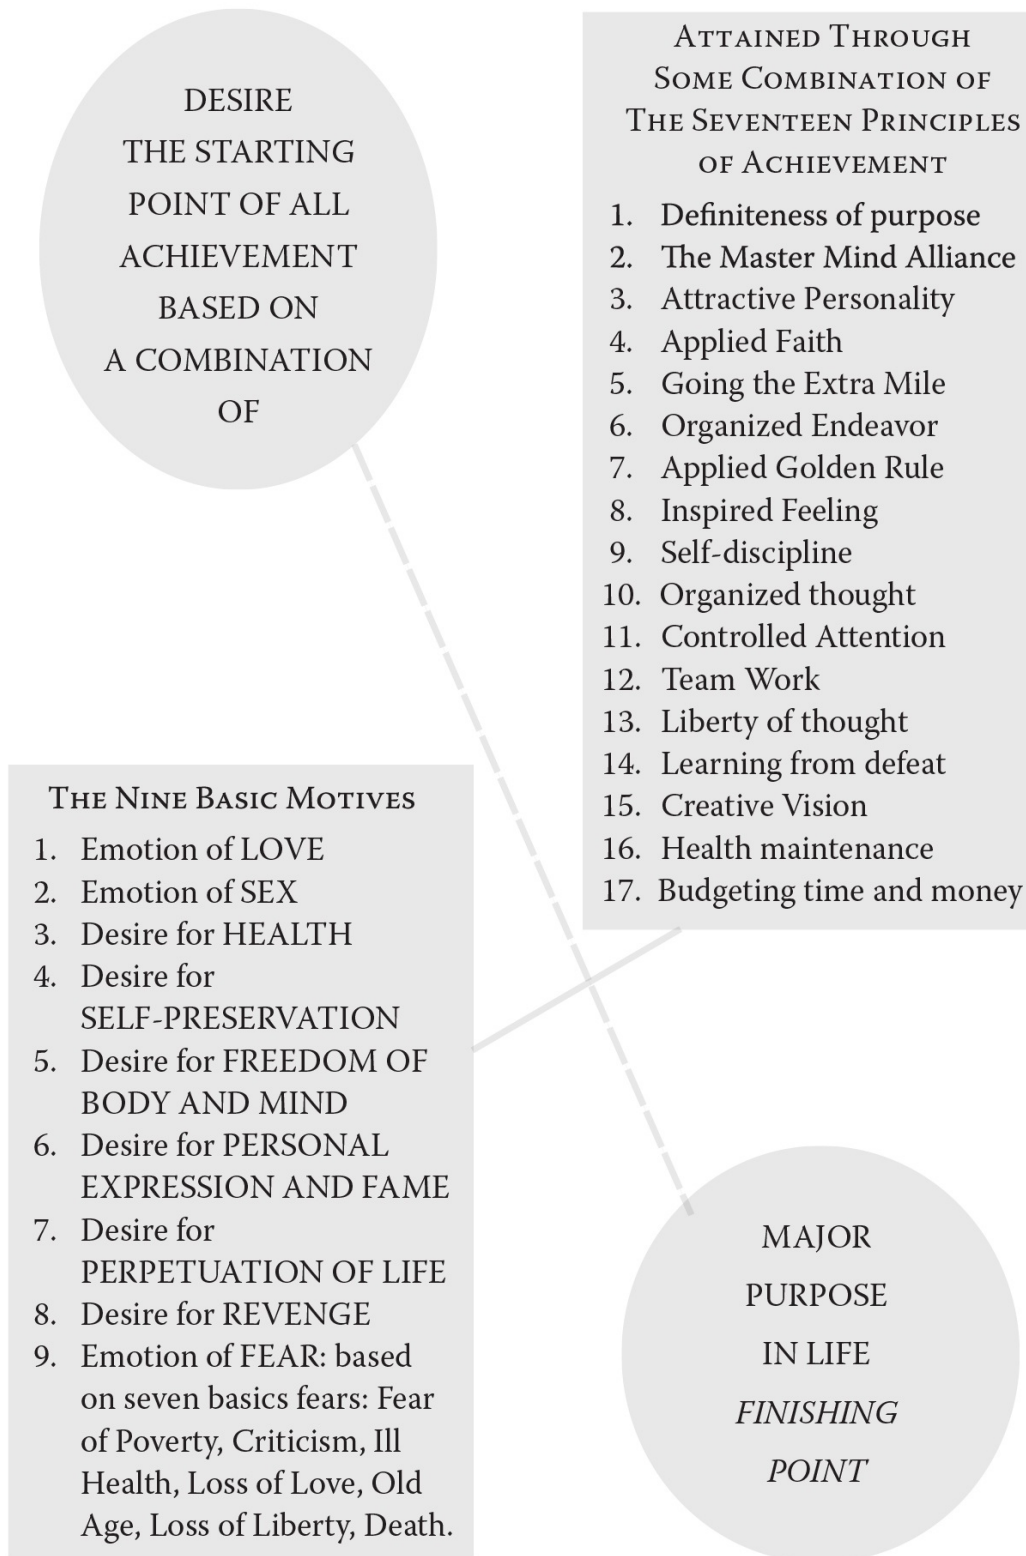 DESIRE
THE STARTING
POINT OF ALL
ACHIEVEMENT
BASED ON
A COMBINATION
OF
ATTAINED THROUGH
SOME COMBINATION OF
THE SEVENTEEN PRINCIPLES
OF ACHIEVEMENT
1. Definiteness of purpose
2. The Master Mind Alliance
3. Attractive Personality
4. Applied Faith
5. Going the Extra Mile
6. Organized Endeavor
7. Applied Golden Rule
8. Inspired Feeling
9. Self-discipline
10. Organized thought
11. Controlled Attention
12. Team Work
13. Liberty of thought
14. Learning from defeat
15. Creative Vision
16. Health maintenance
17. Budgeting time and money
THE NINE BASIC MOTIVES
1. Emotion of LOVE
2. Emotion of SEX
3. Desire for HEALTH
4. Desire for
SELF-PRESERVATION
5. Desire for FREEDOM OF
BODY AND MIND
6. Desire for PERSONAL
EXPRESSION AND FAME
7. Desire for
PERPETUATION OF LIFE
8. Desire for REVENGE
9. Emotion of FEAR: based
on seven basics fears: Fear
of Poverty, Criticism, Ill
Health, Loss of Love, Old
Age, Loss of Liberty, Death.
MAJOR
PURPOSE
IN LIFE
FINISHING
POINT